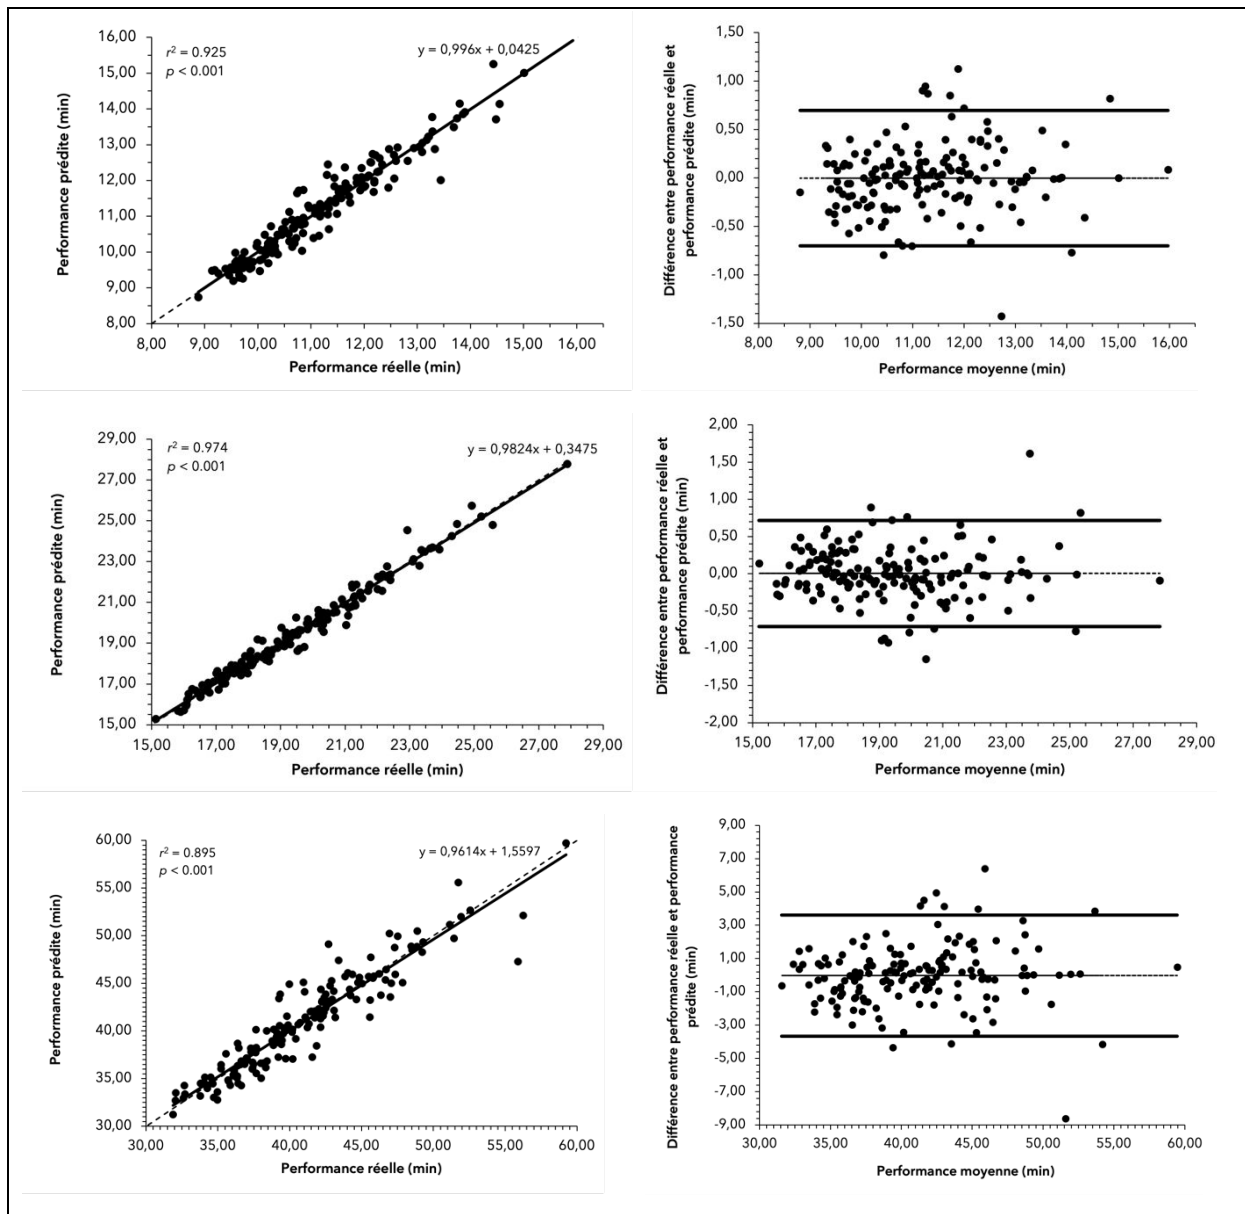 16,00
15,00
14,00
13,00
12,00
11,00
10,00
9,00
8,00
Performance prédite (min)
r² = 0.925
p < 0.001
y = 0,996x + 0,0425
8,00 9,00 10,00 11,00 12,00 13,00 14,00 15,00 16,00
Performance réelle (min)
1,50
1,00
0,50
0,00
-0,50
-1,00
-1,50
Différence entre performance réelle et
performance prédite (min)
8,00 9,00 10,00 11,00 12,00 13,00 14,00 15,00 16,00
Performance moyenne (min)
29,00
27,00
25,00
23,00
21,00
19,00
17,00
15,00
Performance prédite (min)
r² = 0.974
p < 0.001
y = 0,9824x + 0,3475
15,00 17,00 19,00 21,00 23,00 25,00 27,00 29,00
Performance réelle (min)
2,00
1,50
1,00
0,50
0,00
-0,50
-1,00
-1,50
-2,00
Différence entre performance réelle et
performance prédite (min)
15,00 17,00 19,00 21,00 23,00 25,00 27,00 29,00
Performance moyenne (min)
60,00
55,00
50,00
45,00
40,00
35,00
30,00
Performance prédite (min)
r² = 0.895
p < 0.001
y = 0,9614x + 1,5597
30,00 35,00 40,00 45,00 50,00 55,00 60,00
Performance réelle (min)
9,00
7,00
5,00
3,00
1,00
-1,00
-3,00
-5,00
-7,00
-9,00
Différence entre performance réelle et performance
prédite (min)
30,00 35,00 40,00 45,00 50,00 55,00 60,00
Performance moyenne (min)